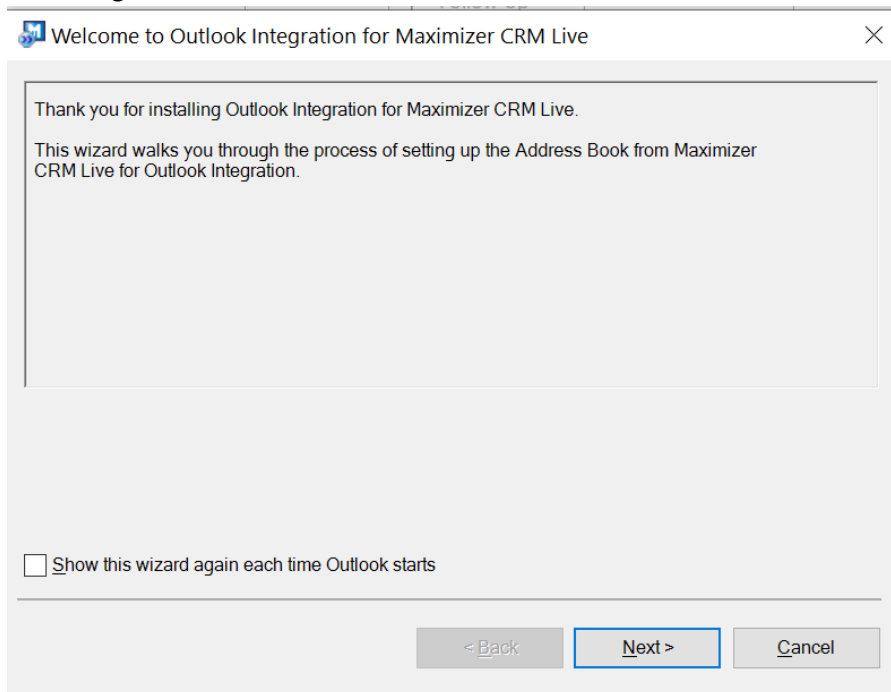 Welcome to Outlook Integration for Maximizer CRM Live
Thank you for installing Outlook Integration for Maximizer CRM Live.
This wizard walks you through the process of setting up the Address Book from Maximizer
CRM Live for Outlook Integration.
Show this wizard again each time Outlook starts
< Back Next > Cancel